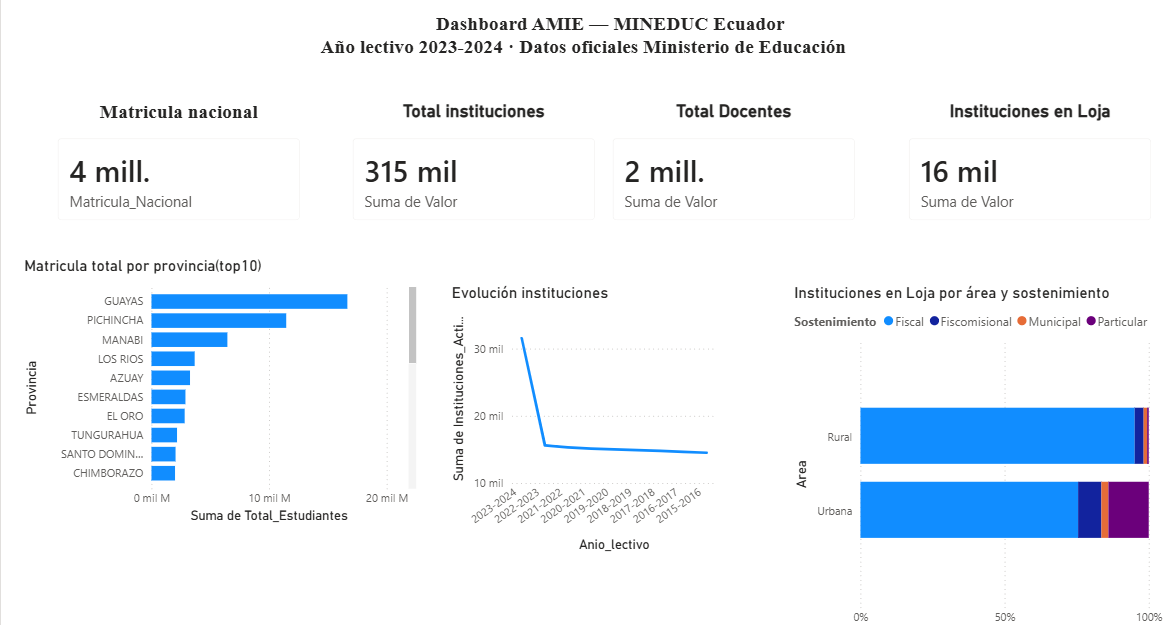 Dashboard AMIE — MINEDUC Ecuador
Año lectivo 2023-2024 · Datos oficiales Ministerio de Educación
Matricula nacional
4 mill.
Matricula_Nacional
Total instituciones
315 mil
Suma de Valor
Total Docentes
2 mill.
Suma de Valor
Instituciones en Loja
16 mil
Suma de Valor
Matricula total por provincia(top10)
Provincia
GUAYAS
PICHINCHA
MANABI
LOS RIOS
AZUAY
ESMERALDAS
EL ORO
TUNGURAHUA
SANTO DOMIN...
CHIMBORAZO
0 mil M 10 mil M 20 mil M
Suma de Total_Estudiantes
Evolución instituciones
Suma de Instituciones_Acti...
30 mil
20 mil
10 mil
2023-2024
2022-2023
2021-2022
2020-2021
2019-2020
2018-2019
2017-2018
2016-2017
2015-2016
Anio_lectivo
Instituciones en Loja por área y sostenimiento
Sostenimiento Fiscal Fiscomisional Municipal Particular
Area
Rural
Urbana
0% 50% 100%